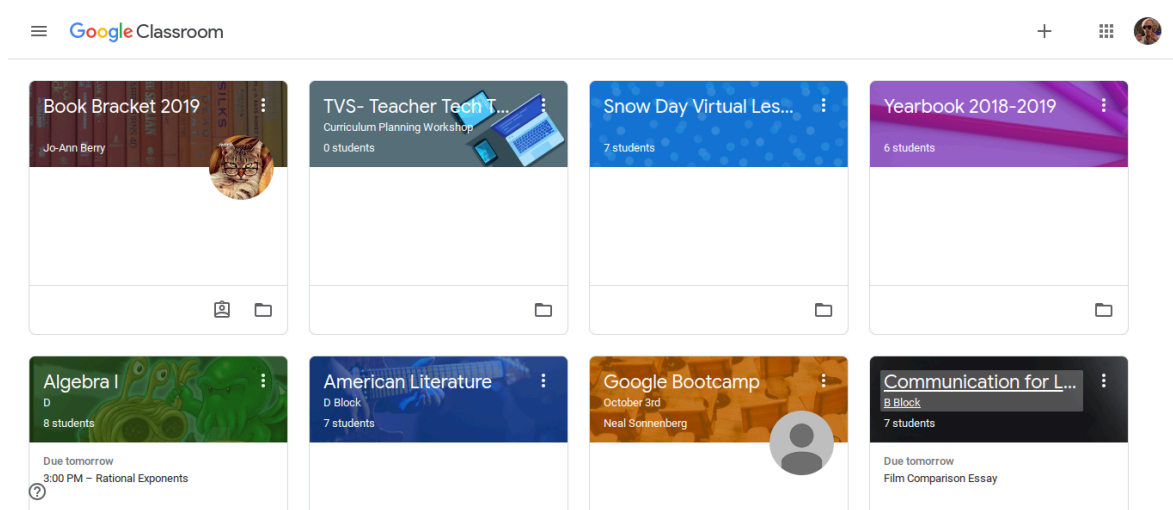 Google Classroom
Book Bracket 2019
Jo-Ann Berry
TVS- Teacher Tech T...
Curriculum Planning Workshop
0 students
Snow Day Virtual Les...
7 students
Yearbook 2018-2019
6 students
Algebra I
D
8 students
Due tomorrow
3:00 PM – Rational Exponents
American Literature
D Block
7 students
Google Bootcamp
October 3rd
Neal Sonnenberg
Communication for L...
B Block
7 students
Due tomorrow
Film Comparison Essay